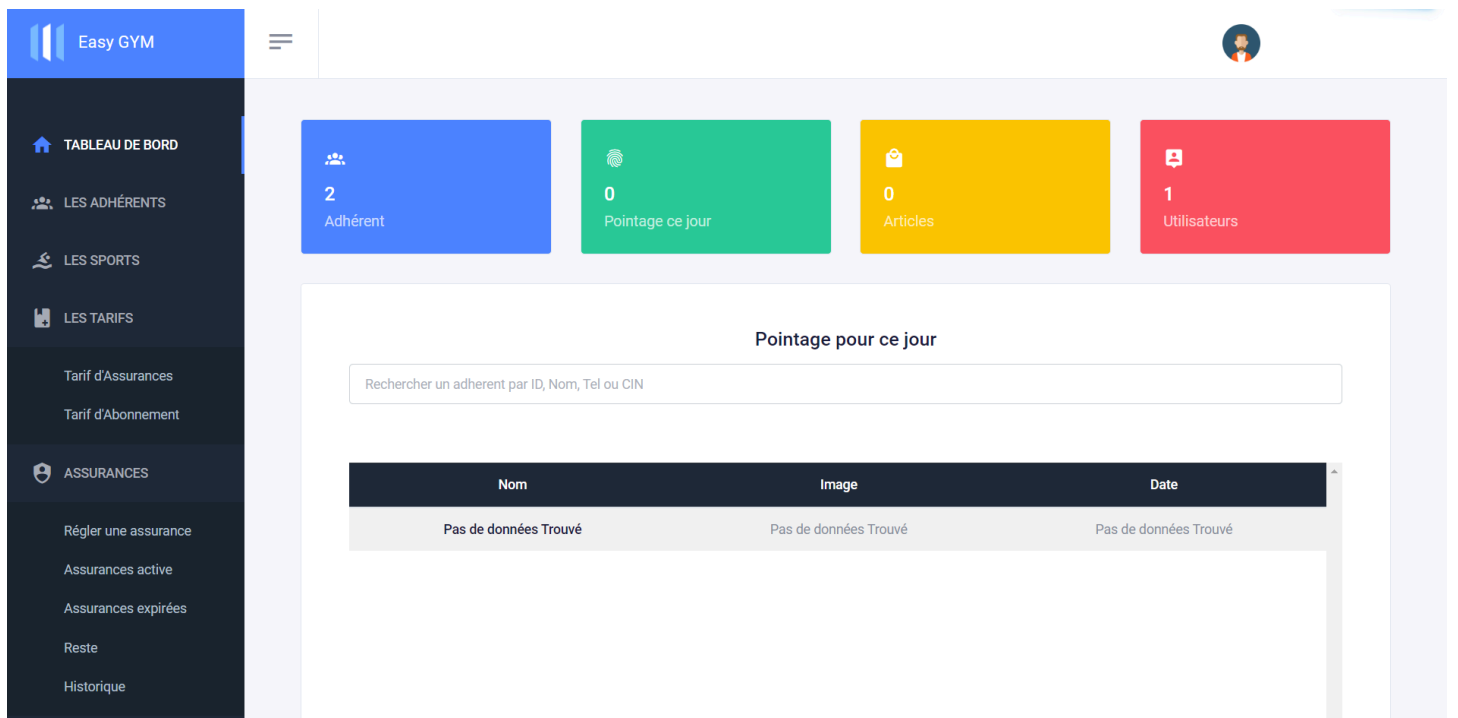 Easy GYM
TABLEAU DE BORD
LES ADHÉRENTS
LES SPORTS
LES TARIFS
Tarif d'Assurances
Tarif d'Abonnement
ASSURANCES
Régler une assurance
Assurances active
Assurances expirées
Reste
Historique
2
Adhérent
0
Pointage ce jour
0
Articles
1
Utilisateurs
Pointage pour ce jour
Rechercher un adherent par ID, Nom, Tel ou CIN
Nom Image Date
Pas de données Trouvé Pas de données Trouvé Pas de données Trouvé